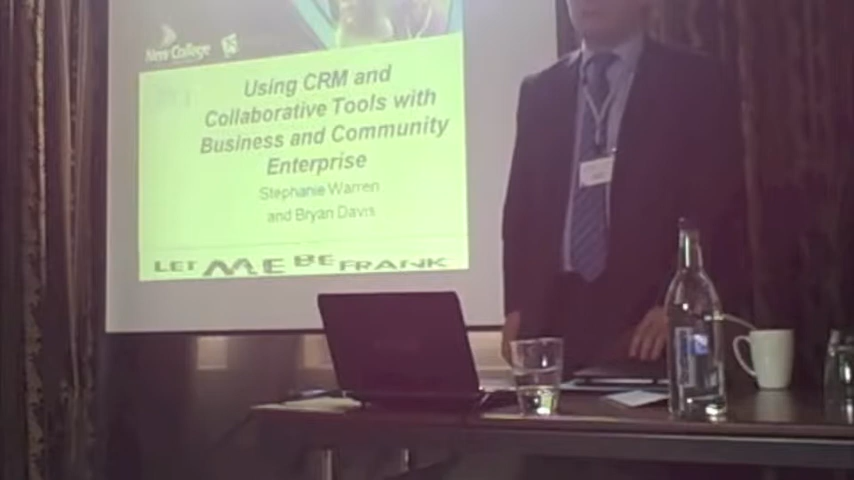 New College
Using CRM and
Collaborative Tools with
Business and Community
Enterprise
Stephanie Warren
and Bryan Davis
LET ME BE FRANK